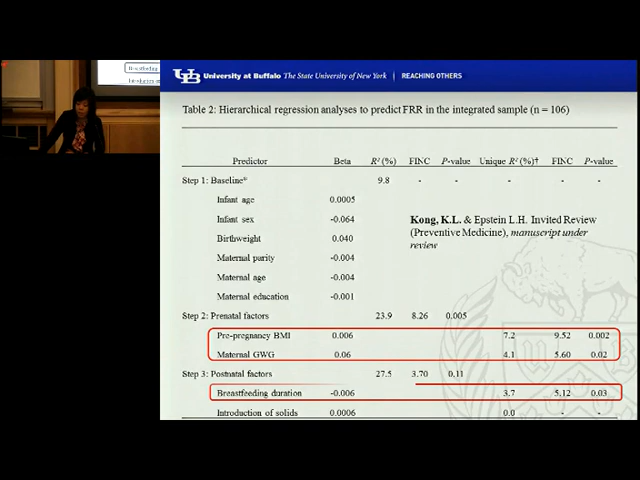 UB University at Buffalo The State University of New York | REACHING OTHERS
Table 2: Hierarchical regression analyses to predict FRR in the integrated sample (n = 106)
Predictor Beta R² (%) FINC P-value Unique R² (%)† FINC P-value
Step 1: Baseline* 9.8 - - - - -
Infant age 0.0005
Infant sex -0.064
Birthweight 0.040
Maternal parity -0.004
Maternal age -0.004
Maternal education -0.001
Kong, K.L. & Epstein L.H. Invited Review
(Preventive Medicine), manuscript under
review
Step 2: Prenatal factors 23.9 8.26 0.005
Pre-pregnancy BMI 0.006 7.2 9.52 0.002
Maternal GWG 0.06 4.1 5.60 0.02
Step 3: Postnatal factors 27.5 3.70 0.11
Breastfeeding duration -0.006 3.7 5.12 0.03
Introduction of solids 0.0006 0.0 - -